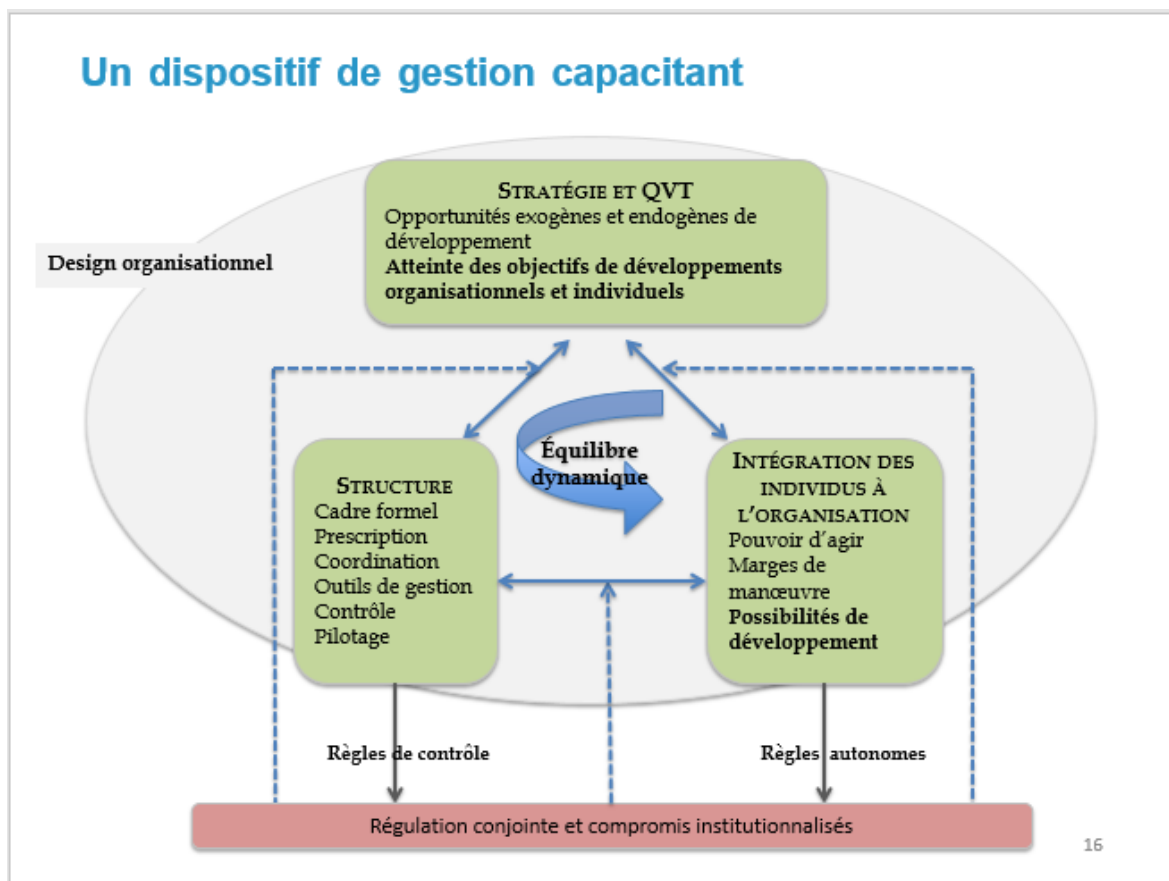 Un dispositif de gestion capacitant
STRATÉGIE ET QVT
Opportunités exogènes et endogènes de
développement
Atteinte des objectifs de développements
organisationnels et individuels
Design organisationnel
Équilibre
dynamique
STRUCTURE
Cadre formel
Prescription
Coordination
Outils de gestion
Contrôle
Pilotage
INTÉGRATION DES
INDIVIDUS À
L'ORGANISATION
Pouvoir d'agir
Marges de
manœuvre
Possibilités de
développement
Règles de contrôle
Règles autonomes
Régulation conjointe et compromis institutionnalisés
16